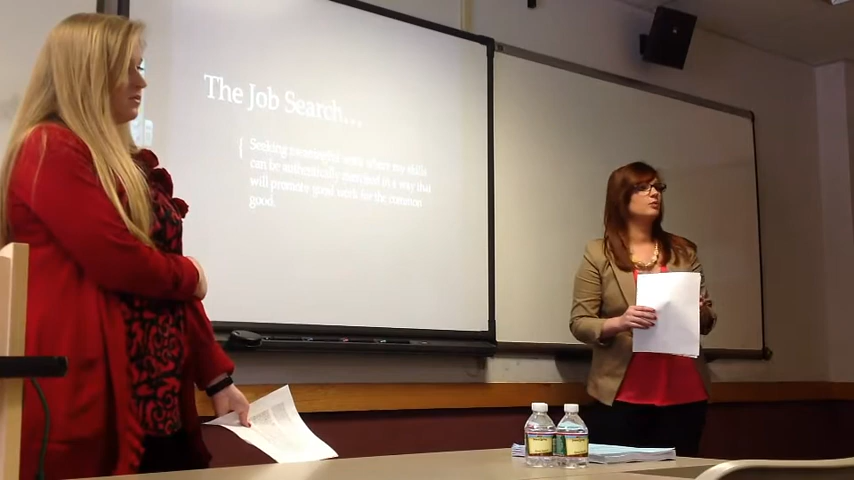 The Job Search...
{ Seeking meaningful work where my skills
can be authentically manifest in a way that
will promote good work for the common
good.